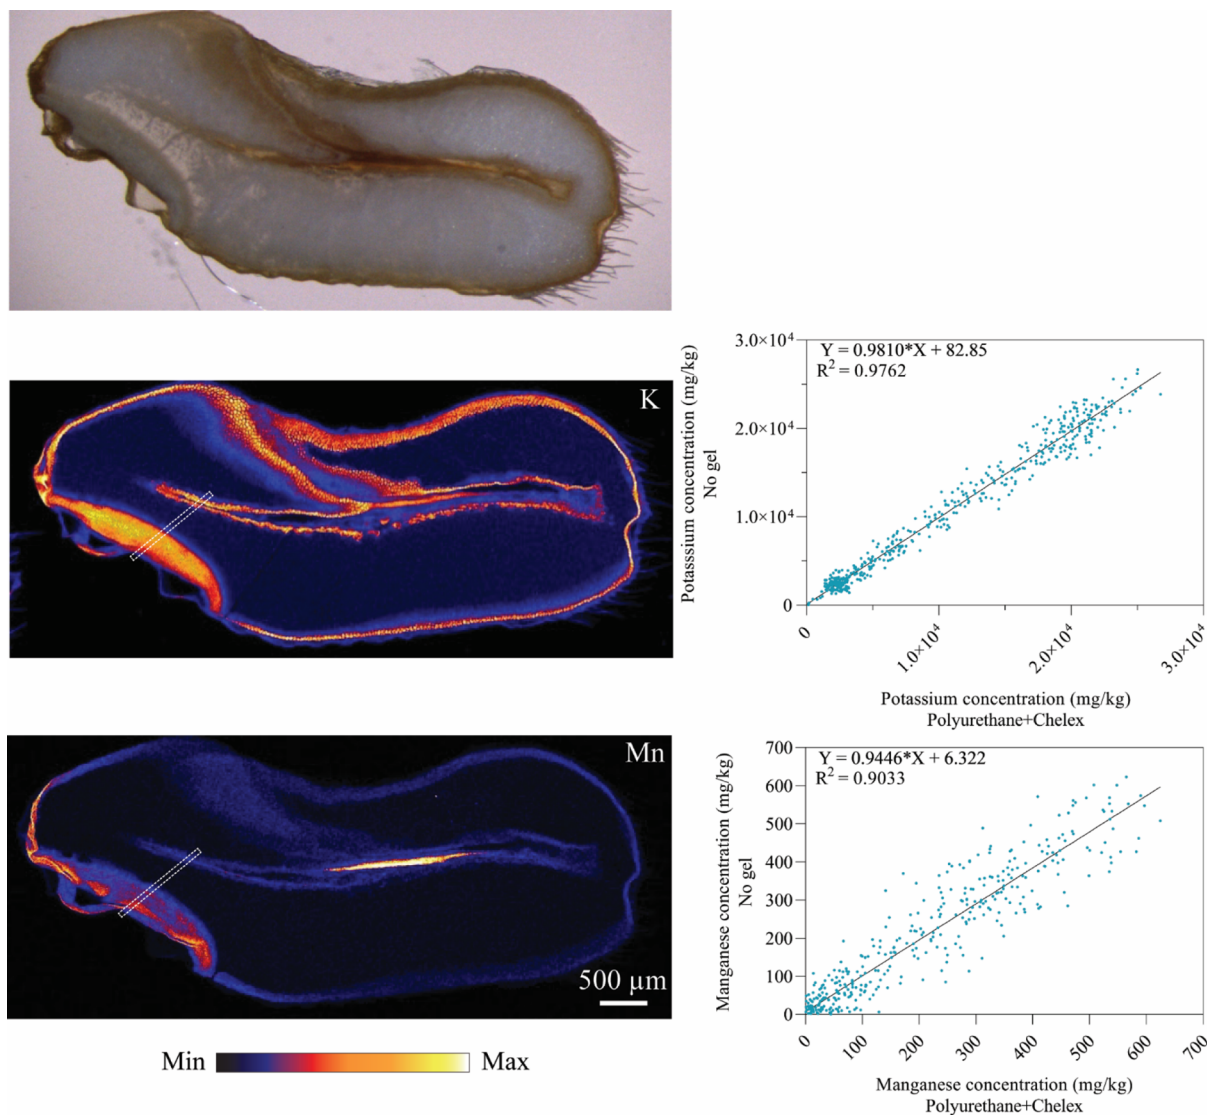 K
Y = 0.9810*X + 82.85
R² = 0.9762
Potasssium concentration (mg/kg)
No gel
3.0×10⁴
2.0×10⁴
1.0×10⁴
0
0
1.0×10⁴
2.0×10⁴
3.0×10⁴
Potassium concentration (mg/kg)
Polyurethane+Chelex
Mn
500 µm
Min
Max
Y = 0.9446*X + 6.322
R² = 0.9033
Manganese concentration (mg/kg)
No gel
700
600
500
400
300
200
100
0
0
100
200
300
400
500
600
700
Manganese concentration (mg/kg)
Polyurethane+Chelex